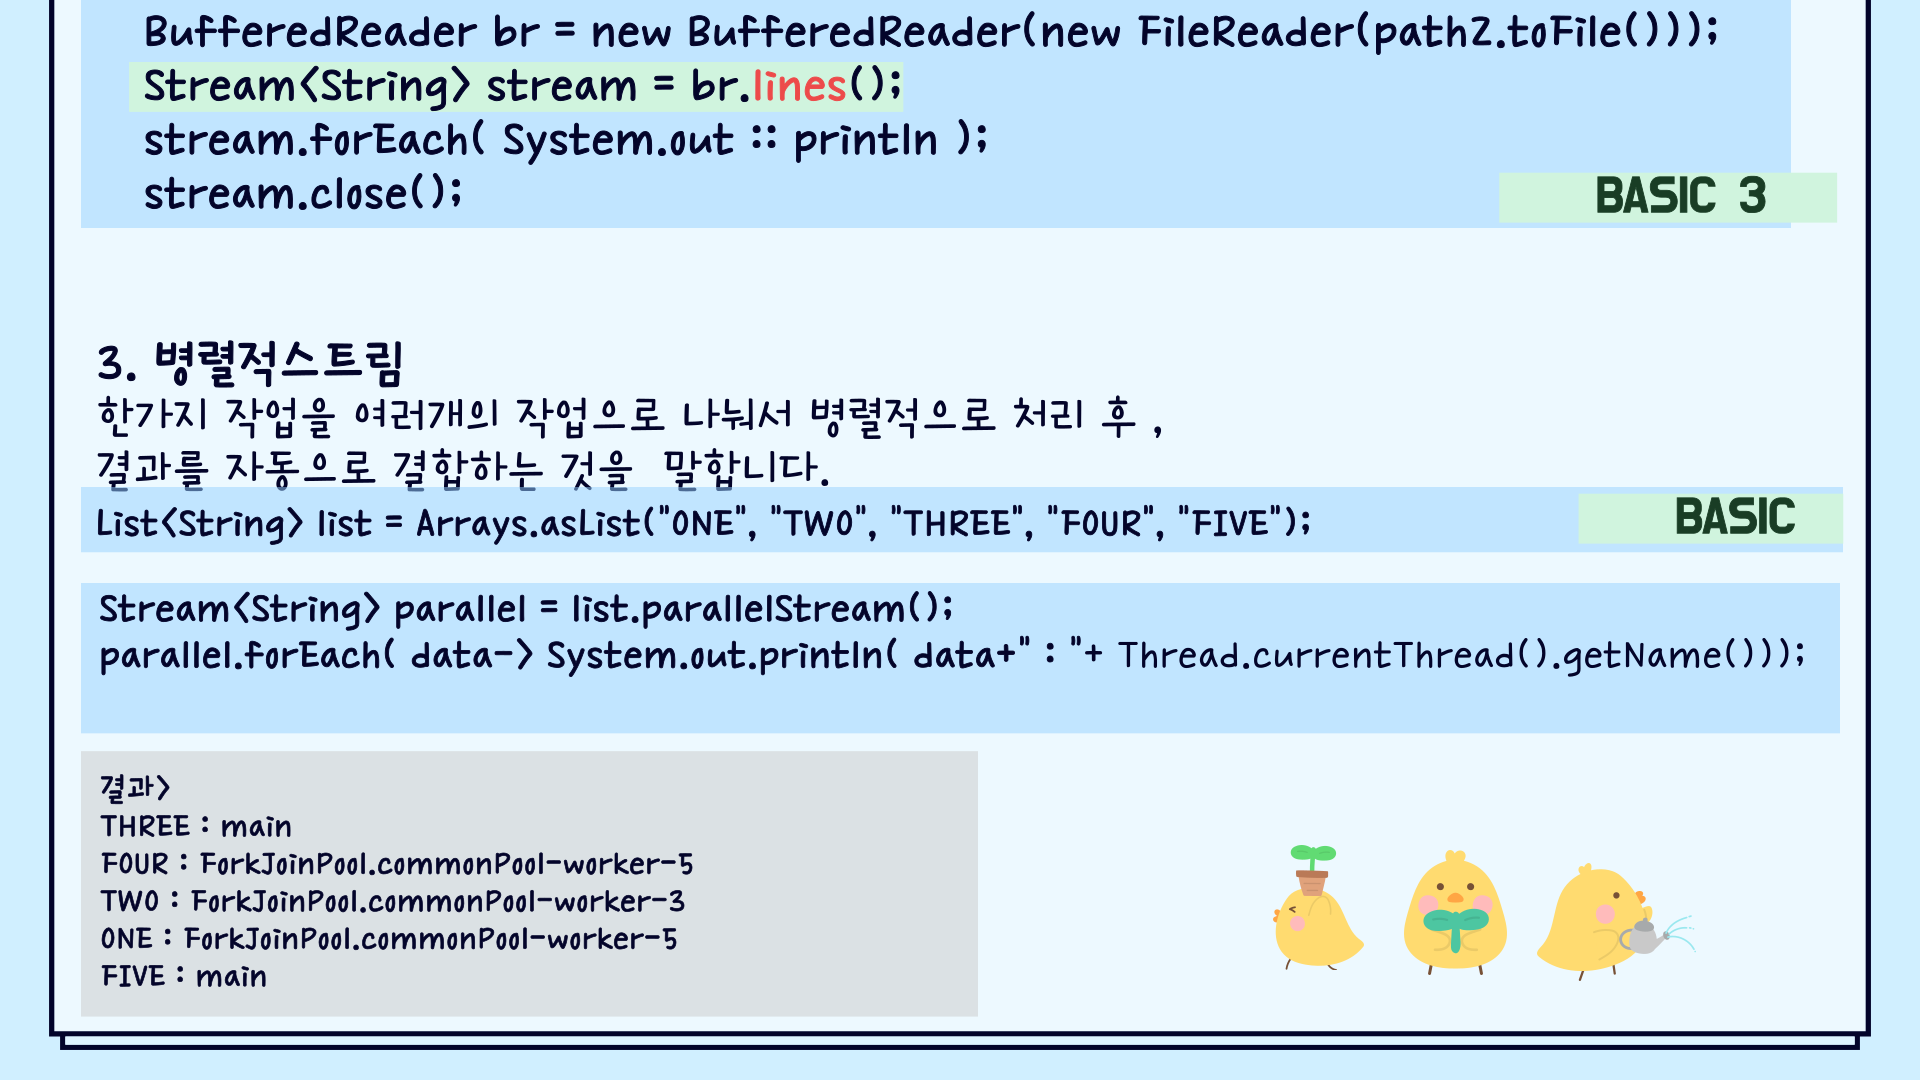 BufferedReader br = new BufferedReader(new FileReader(path2.toFile()));
Stream<String> stream = br.lines();
stream.forEach( System.out :: println );
stream.close();
BASIC 3
3. 병렬적스트림
한가지 작업을 여러개의 작업으로 나눠서 병렬적으로 처리 후 ,
결과를 자동으로 결합하는 것을 말합니다.
List<String> list = Arrays.asList("ONE", "TWO", "THREE", "FOUR", "FIVE");
BASIC
Stream<String> parallel = list.parallelStream();
parallel.forEach( data-> System.out.println( data+" : "+ Thread.currentThread().getName()));
결과>
THREE : main
FOUR : ForkJoinPool.commonPool-worker-5
TWO : ForkJoinPool.commonPool-worker-3
ONE : ForkJoinPool.commonPool-worker-5
FIVE : main